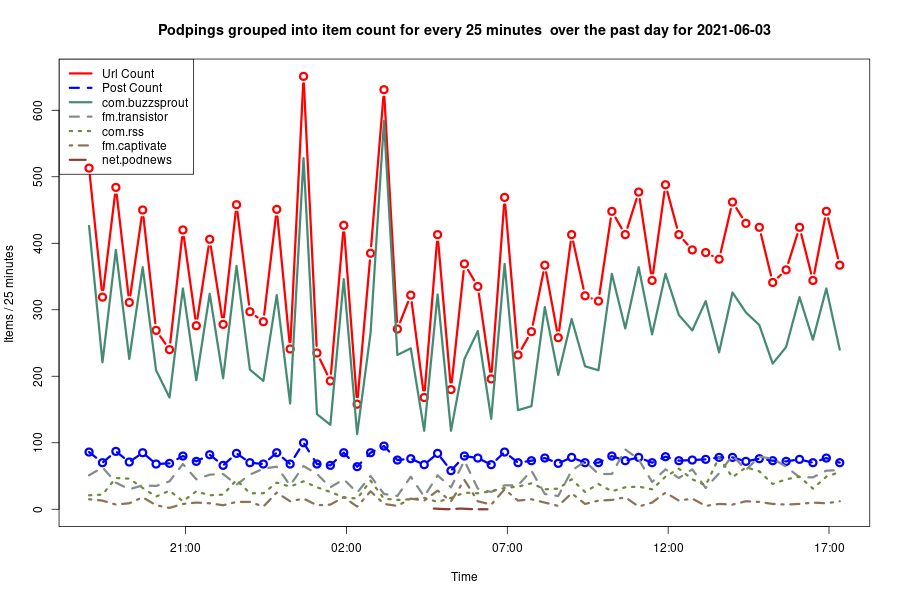 Podpings grouped into item count for every 25 minutes  over the past day for 2021-06-03
Url Count
Post Count
com.buzzsprout
fm.transistor
com.rss
fm.captivate
net.podnews
Items / 25 minutes
600
500
400
300
200
100
0
21:00 02:00 07:00 12:00 17:00
Time